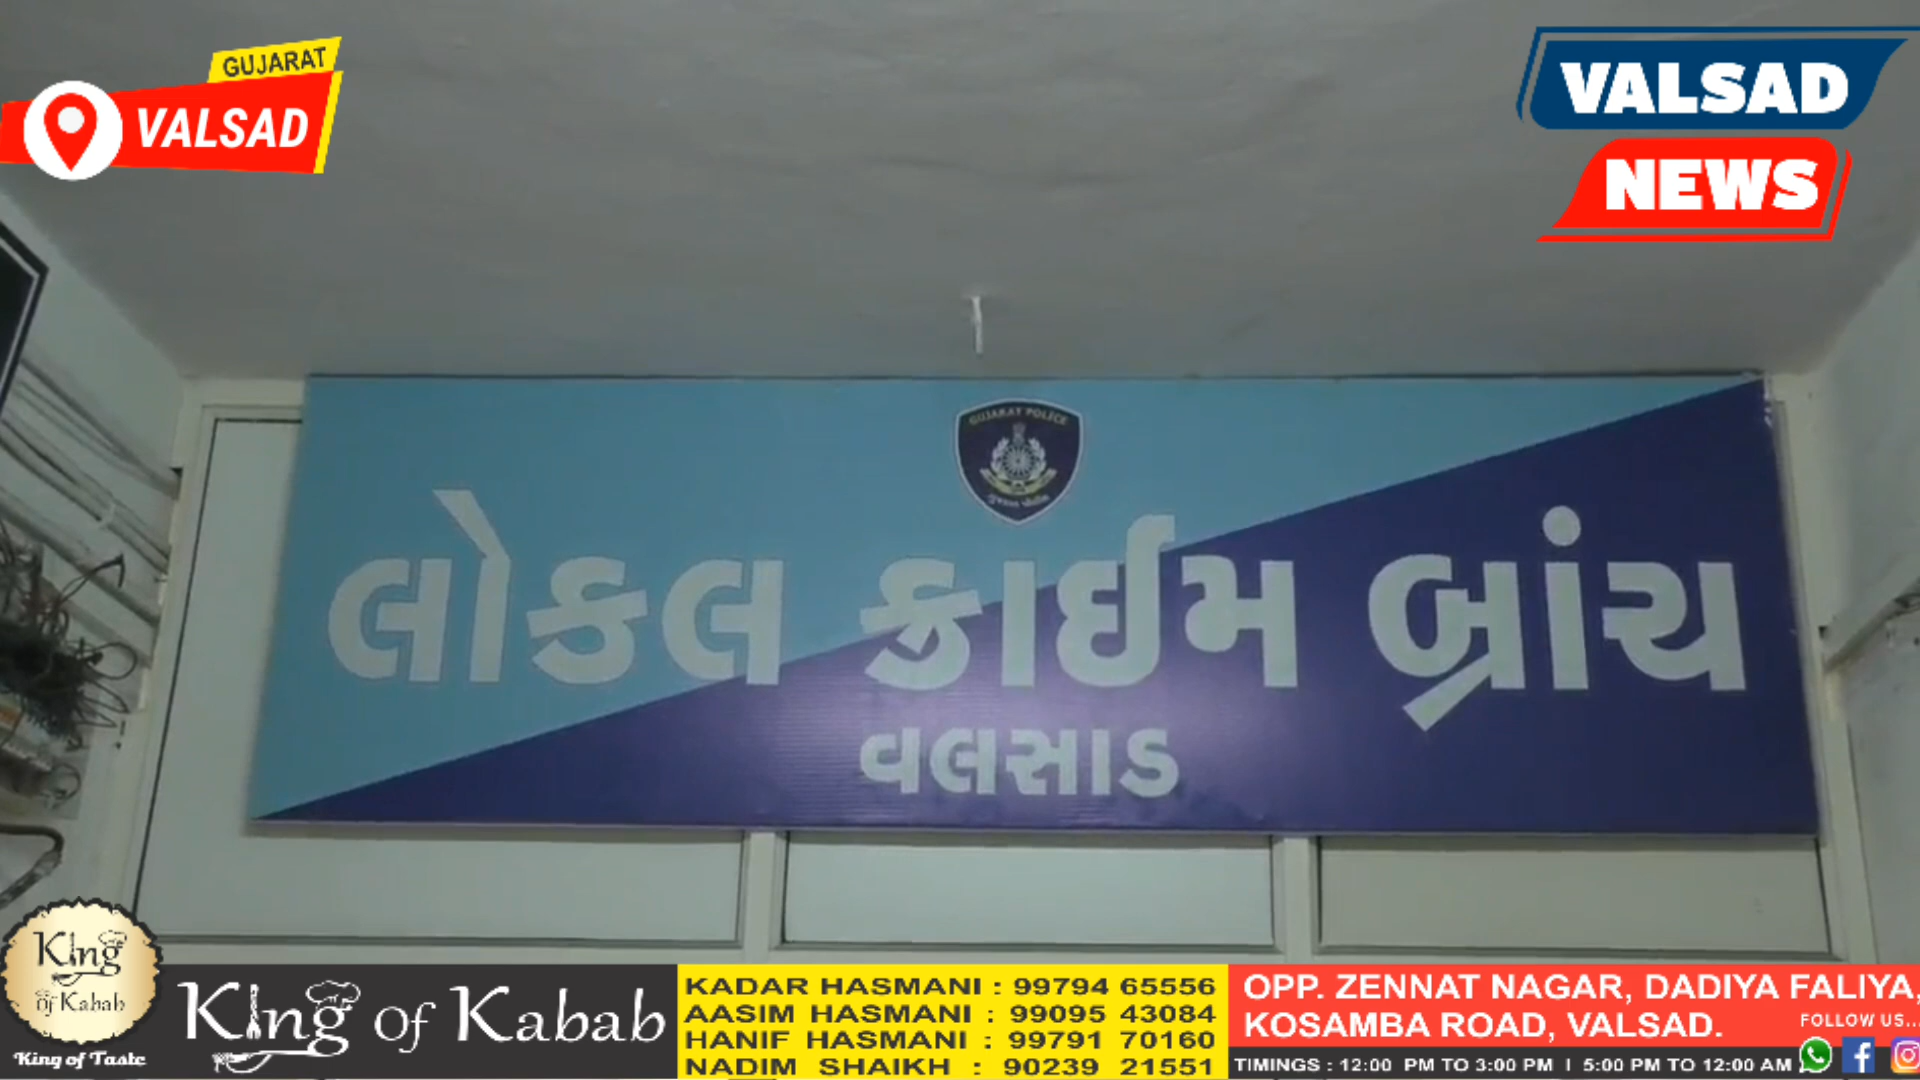 GUJARAT
VALSAD
VALSAD
NEWS
GUJARAT POLICE
લોકલ ક્રાઈમ બ્રાંચ
વલસાડ
King
of Kabab
King of Taste
King of Kabab
KADAR HASMANI : 99794 65556
AASIM HASMANI : 99095 43084
HANIF HASMANI : 99791 70160
NADIM SHAIKH : 90239 21551
OPP. ZENNAT NAGAR, DADIYA FALIYA,
KOSAMBA ROAD, VALSAD.
FOLLOW US...
TIMINGS : 12:00 PM TO 3:00 PM I 5:00 PM TO 12:00 AM